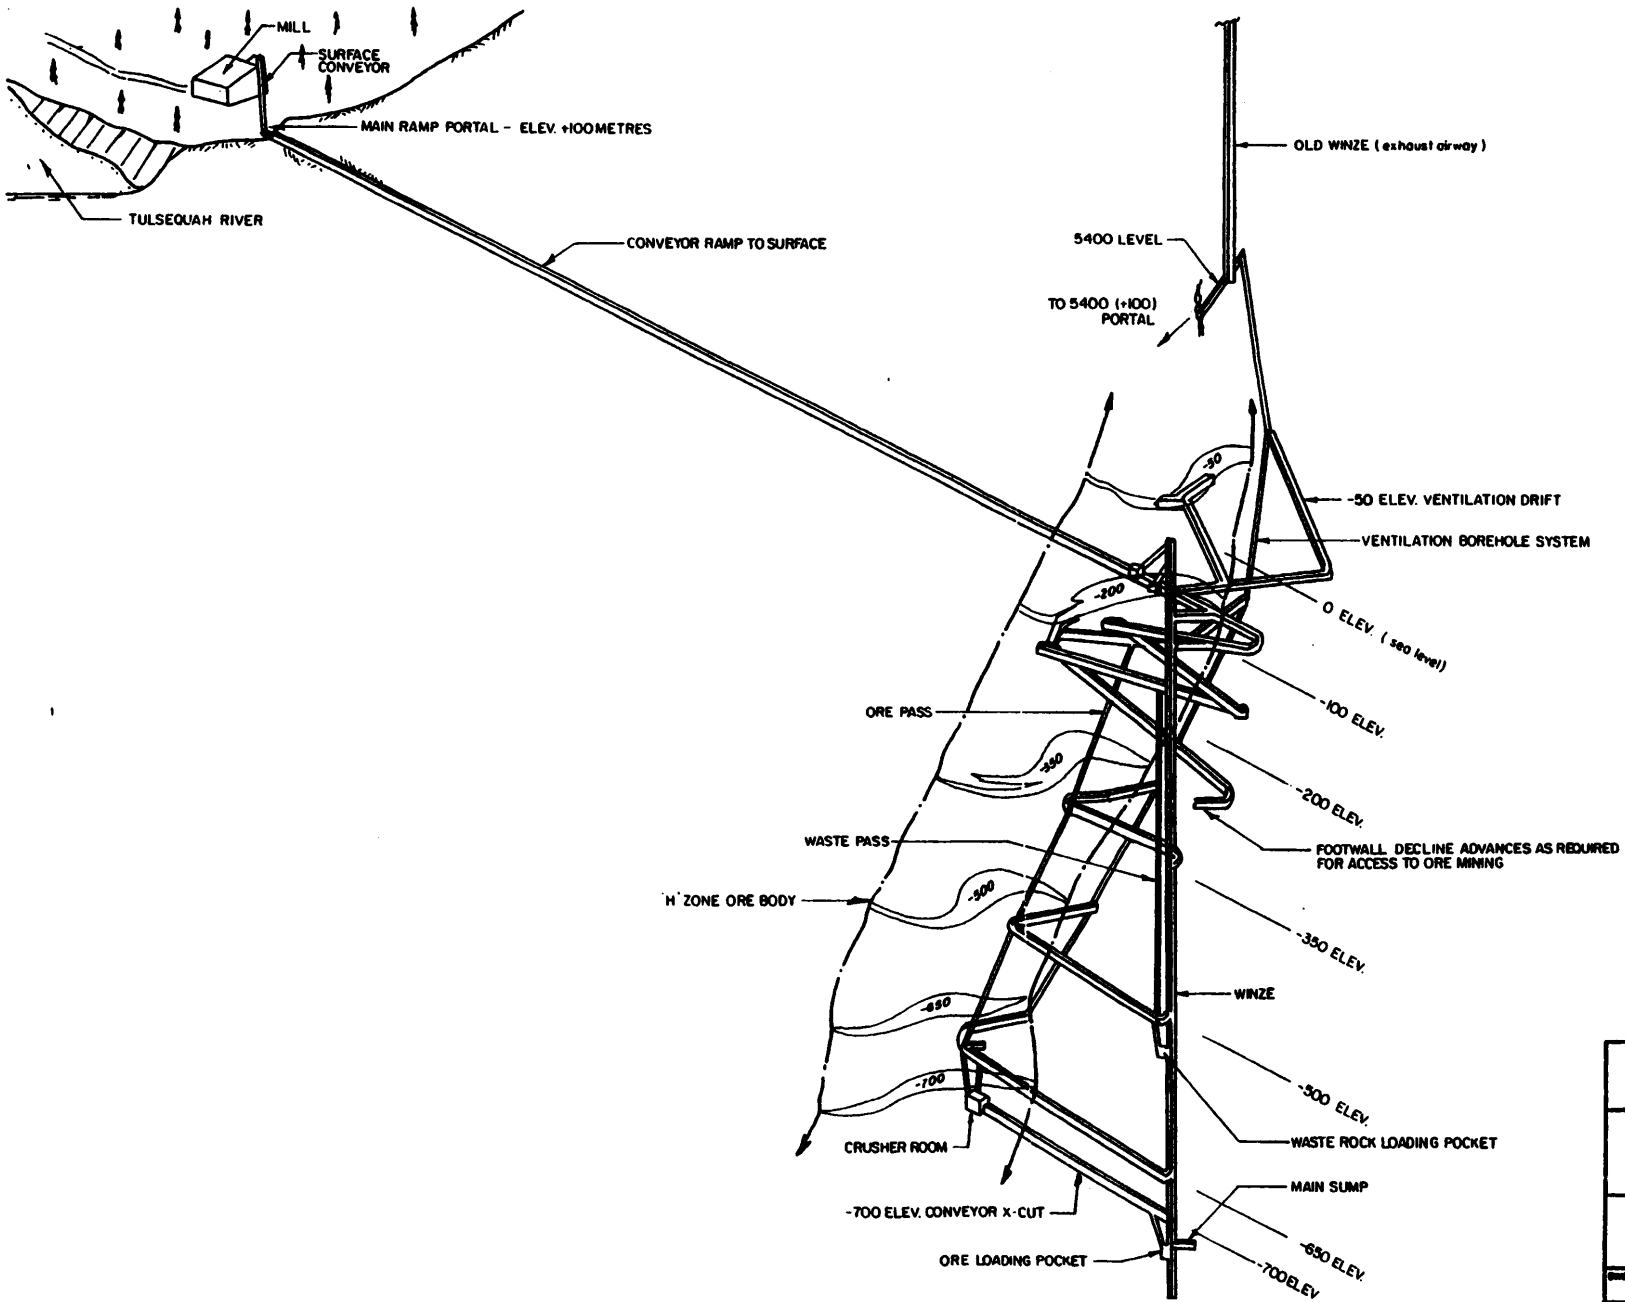 MILL
SURFACE
CONVEYOR
MAIN RAMP PORTAL - ELEV. +100 METRES
TULSEQUAH RIVER
CONVEYOR RAMP TO SURFACE
OLD WINZE (exhaust airway)
5400 LEVEL
TO 5400 (+100)
PORTAL
-50
-50 ELEV. VENTILATION DRIFT
VENTILATION BOREHOLE SYSTEM
-200
0 ELEV. (sea level)
-100 ELEV.
ORE PASS
-350
-200 ELEV.
WASTE PASS
FOOTWALL DECLINE ADVANCES AS REQUIRED
FOR ACCESS TO ORE MINING
'H' ZONE ORE BODY
-500
-350 ELEV.
WINZE
-650
-700
-500 ELEV.
CRUSHER ROOM
WASTE ROCK LOADING POCKET
MAIN SUMP
-700 ELEV. CONVEYOR X-CUT
-650 ELEV.
ORE LOADING POCKET
-700 ELEV